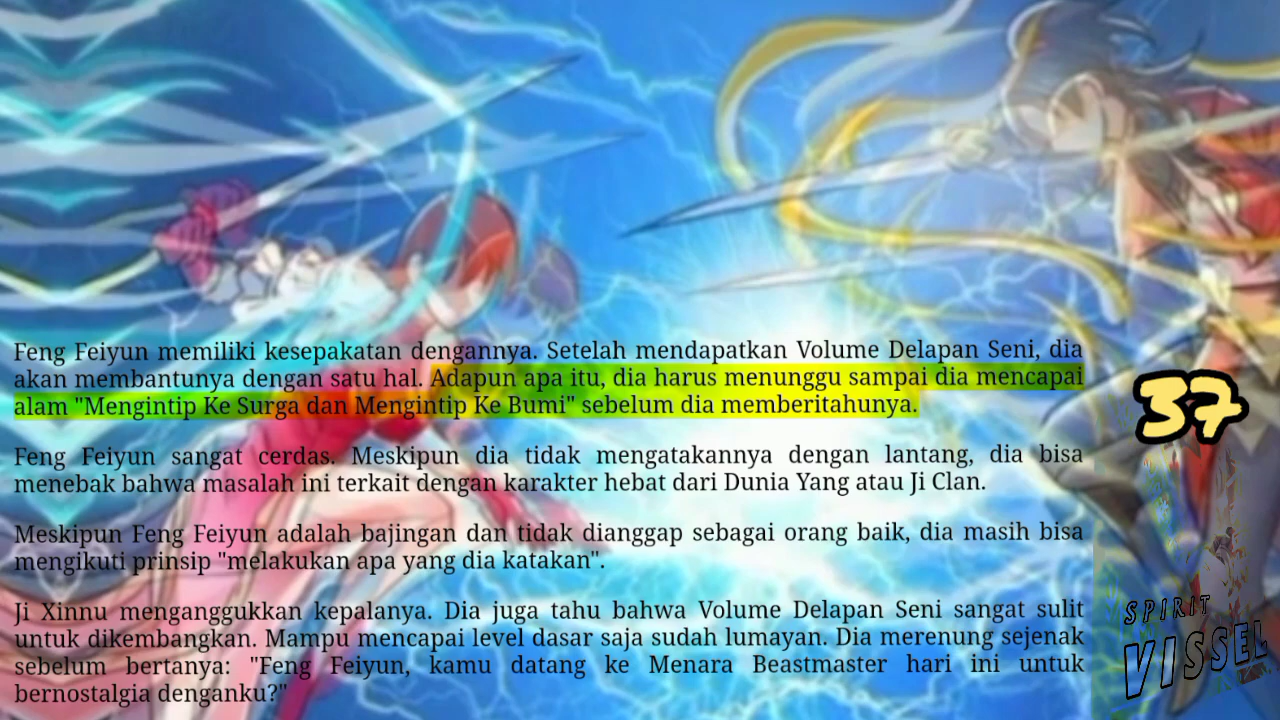 Feng Feiyun memiliki kesepakatan dengannya. Setelah mendapatkan Volume Delapan Seni, dia
akan membantunya dengan satu hal. Adapun apa itu, dia harus menunggu sampai dia mencapai
alam "Mengintip Ke Surga dan Mengintip Ke Bumi" sebelum dia memberitahunya.
Feng Feiyun sangat cerdas. Meskipun dia tidak mengatakannya dengan lantang, dia bisa
menebak bahwa masalah ini terkait dengan karakter hebat dari Dunia Yang atau Ji Clan.
Meskipun Feng Feiyun adalah bajingan dan tidak dianggap sebagai orang baik, dia masih bisa
mengikuti prinsip "melakukan apa yang dia katakan".
Ji Xinnu menganggukkan kepalanya. Dia juga tahu bahwa Volume Delapan Seni sangat sulit
untuk dikembangkan. Mampu mencapai level dasar saja sudah lumayan. Dia merenung sejenak
sebelum bertanya: "Feng Feiyun, kamu datang ke Menara Beastmaster hari ini untuk
bernostalgia denganku?"
37
SPIRIT
VISSEL